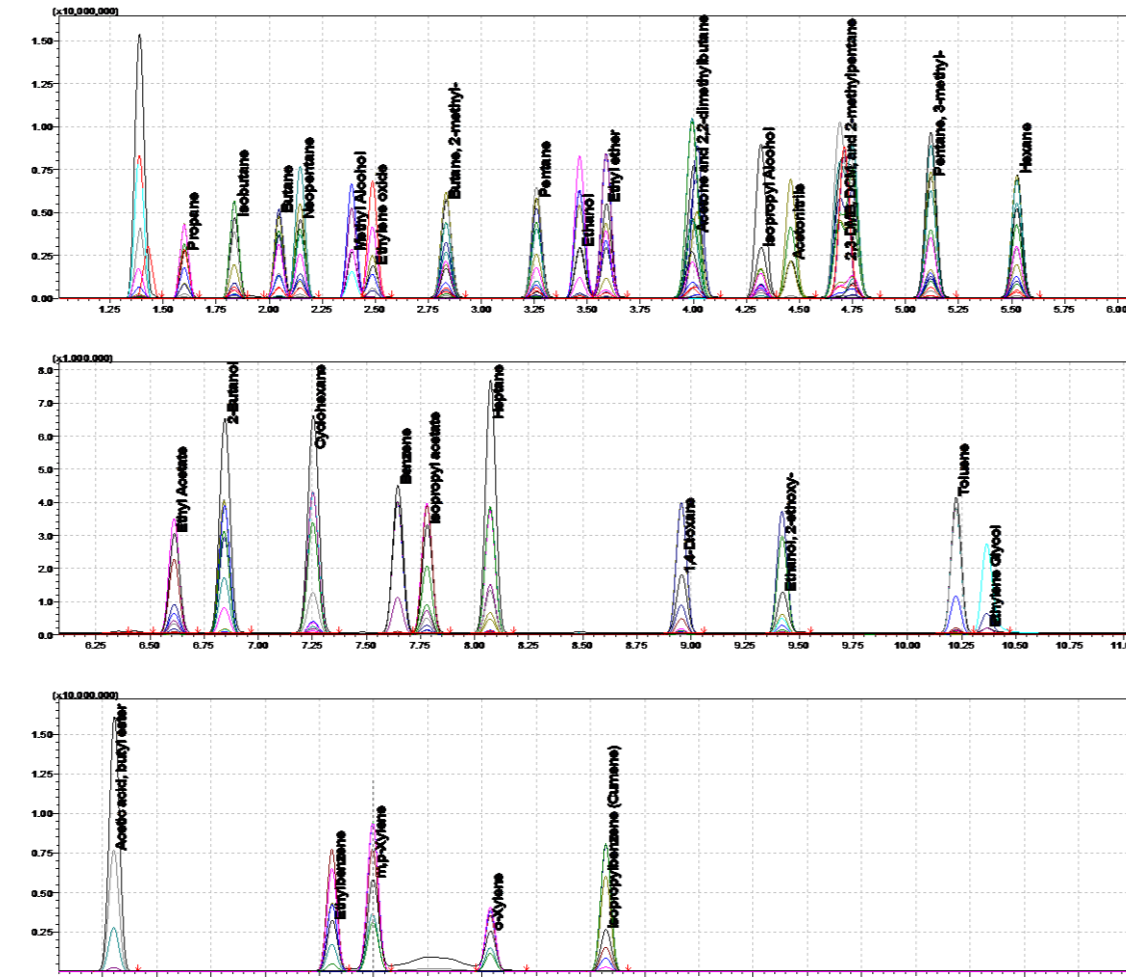 (x10,000,000)
1.50
1.25
1.00
0.75
0.50
0.25
0.00
Propane
Isobutane
Butane
Neopentane
Methyl Alcohol
Ethylene oxide
Butane, 2-methyl-
Pentane
Ethanol
Ethyl ether
Acetone and 2,2-dimethylbutane
Isopropyl Alcohol
Acetonitrile
2,3-DMB, DCM, and 2-methylpentane
Pentane, 3-methyl-
Hexane
1.25 1.50 1.75 2.00 2.25 2.50 2.75 3.00 3.25 3.50 3.75 4.00 4.25 4.50 4.75 5.00 5.25 5.50 5.75 6.00
(x1,000,000)
8.0
7.0
6.0
5.0
4.0
3.0
2.0
1.0
0.0
Ethyl Acetate
2-Butanol
Cyclohexane
Benzene
Isopropyl acetate
Heptane
1,4-Dioxane
Ethanol, 2-ethoxy-
Toluene
Ethylene Glycol
6.25 6.50 6.75 7.00 7.25 7.50 7.75 8.00 8.25 8.50 8.75 9.00 9.25 9.50 9.75 10.00 10.25 10.50 10.75 11.0
(x10,000,000)
1.50
1.25
1.00
0.75
0.50
0.25
Acetic acid, butyl ester
Ethylbenzene
m,p-Xylene
o-Xylene
Isopropylbenzene (Cumene)